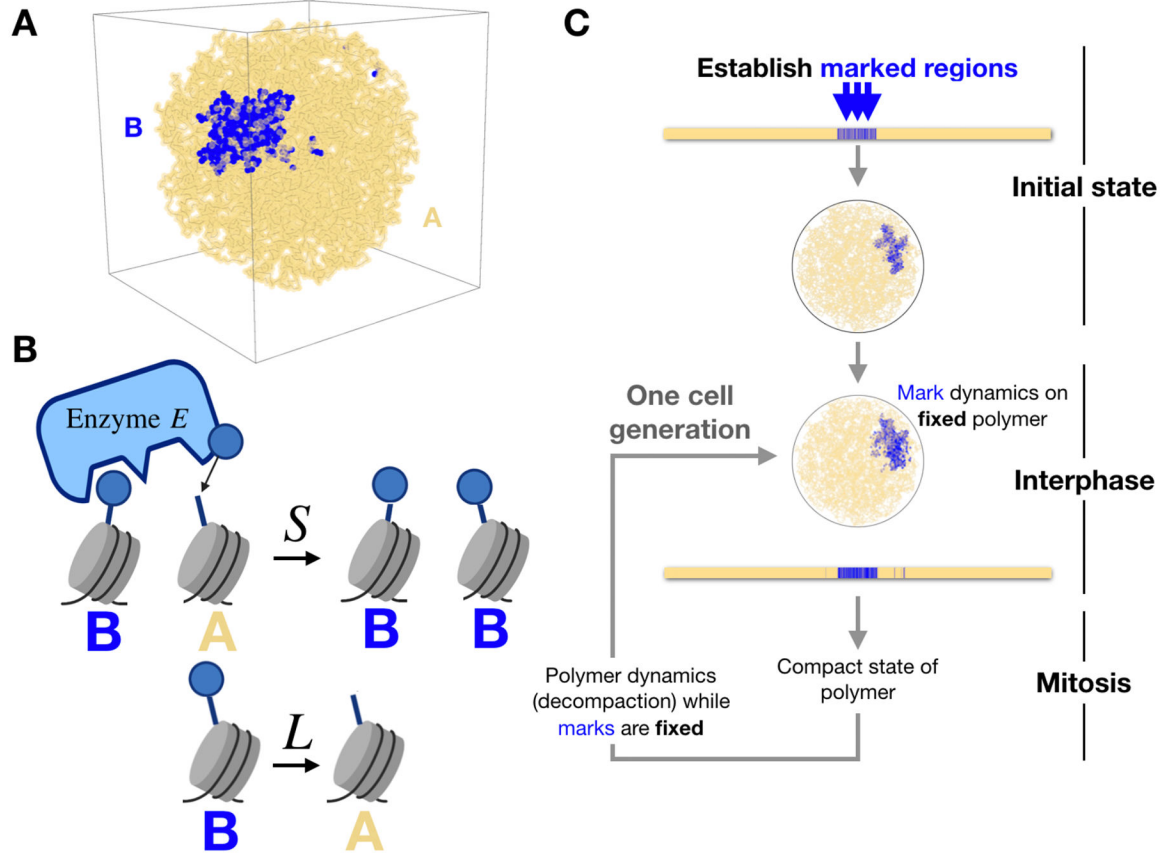 A
B
A
B
Enzyme E
S
B
A
B
B
L
B
A
C
Establish marked regions
Initial state
One cell
generation
Mark dynamics on
fixed polymer
Interphase
Polymer dynamics
(decompaction) while
marks are fixed
Compact state of
polymer
Mitosis